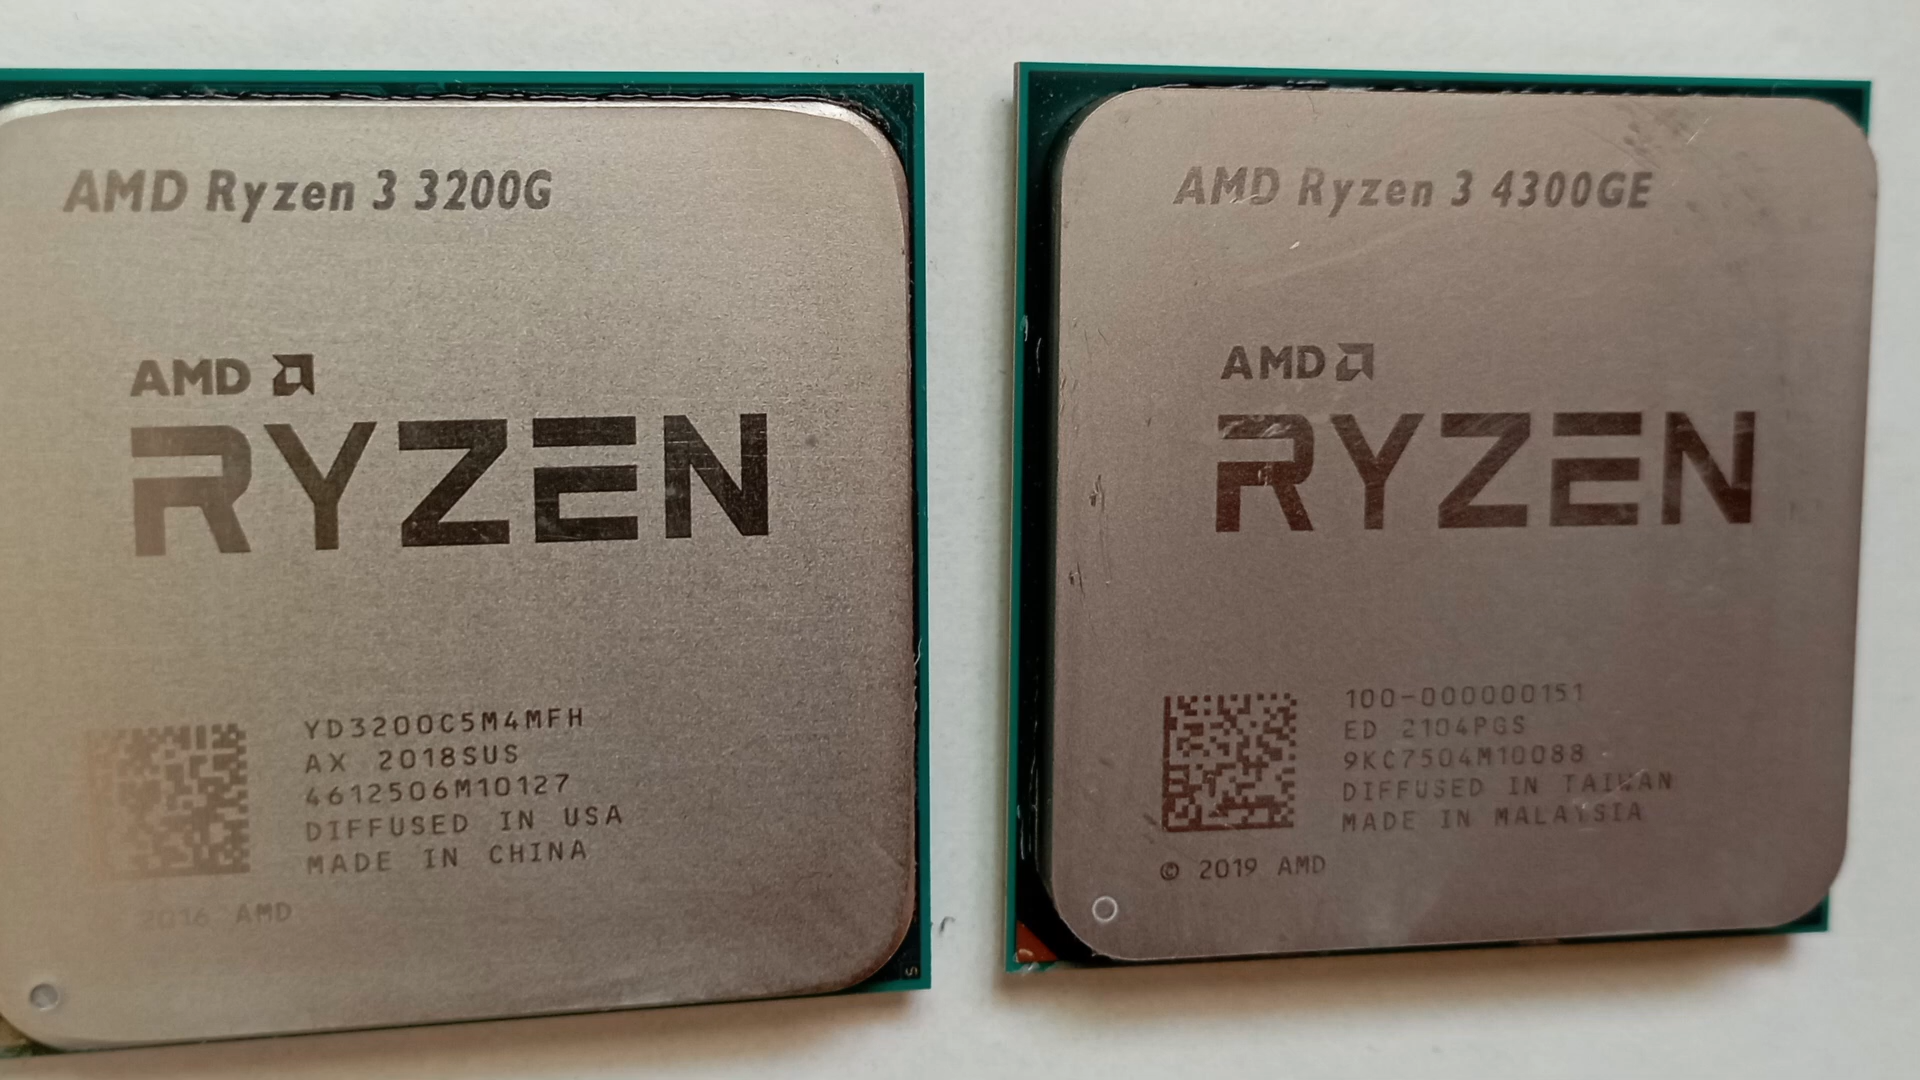 AMD Ryzen 3 3200G
AMD
RYZEN
YD3200C5M4MFH
AX 2018SUS
4612506M10127
DIFFUSED IN USA
MADE IN CHINA
2016 AMD
S
AMD Ryzen 3 4300GE
AMD
RYZEN
100-000000151
ED 2104PGS
9KC7504M10088
DIFFUSED IN TAIWAN
MADE IN MALAYSIA
© 2019 AMD